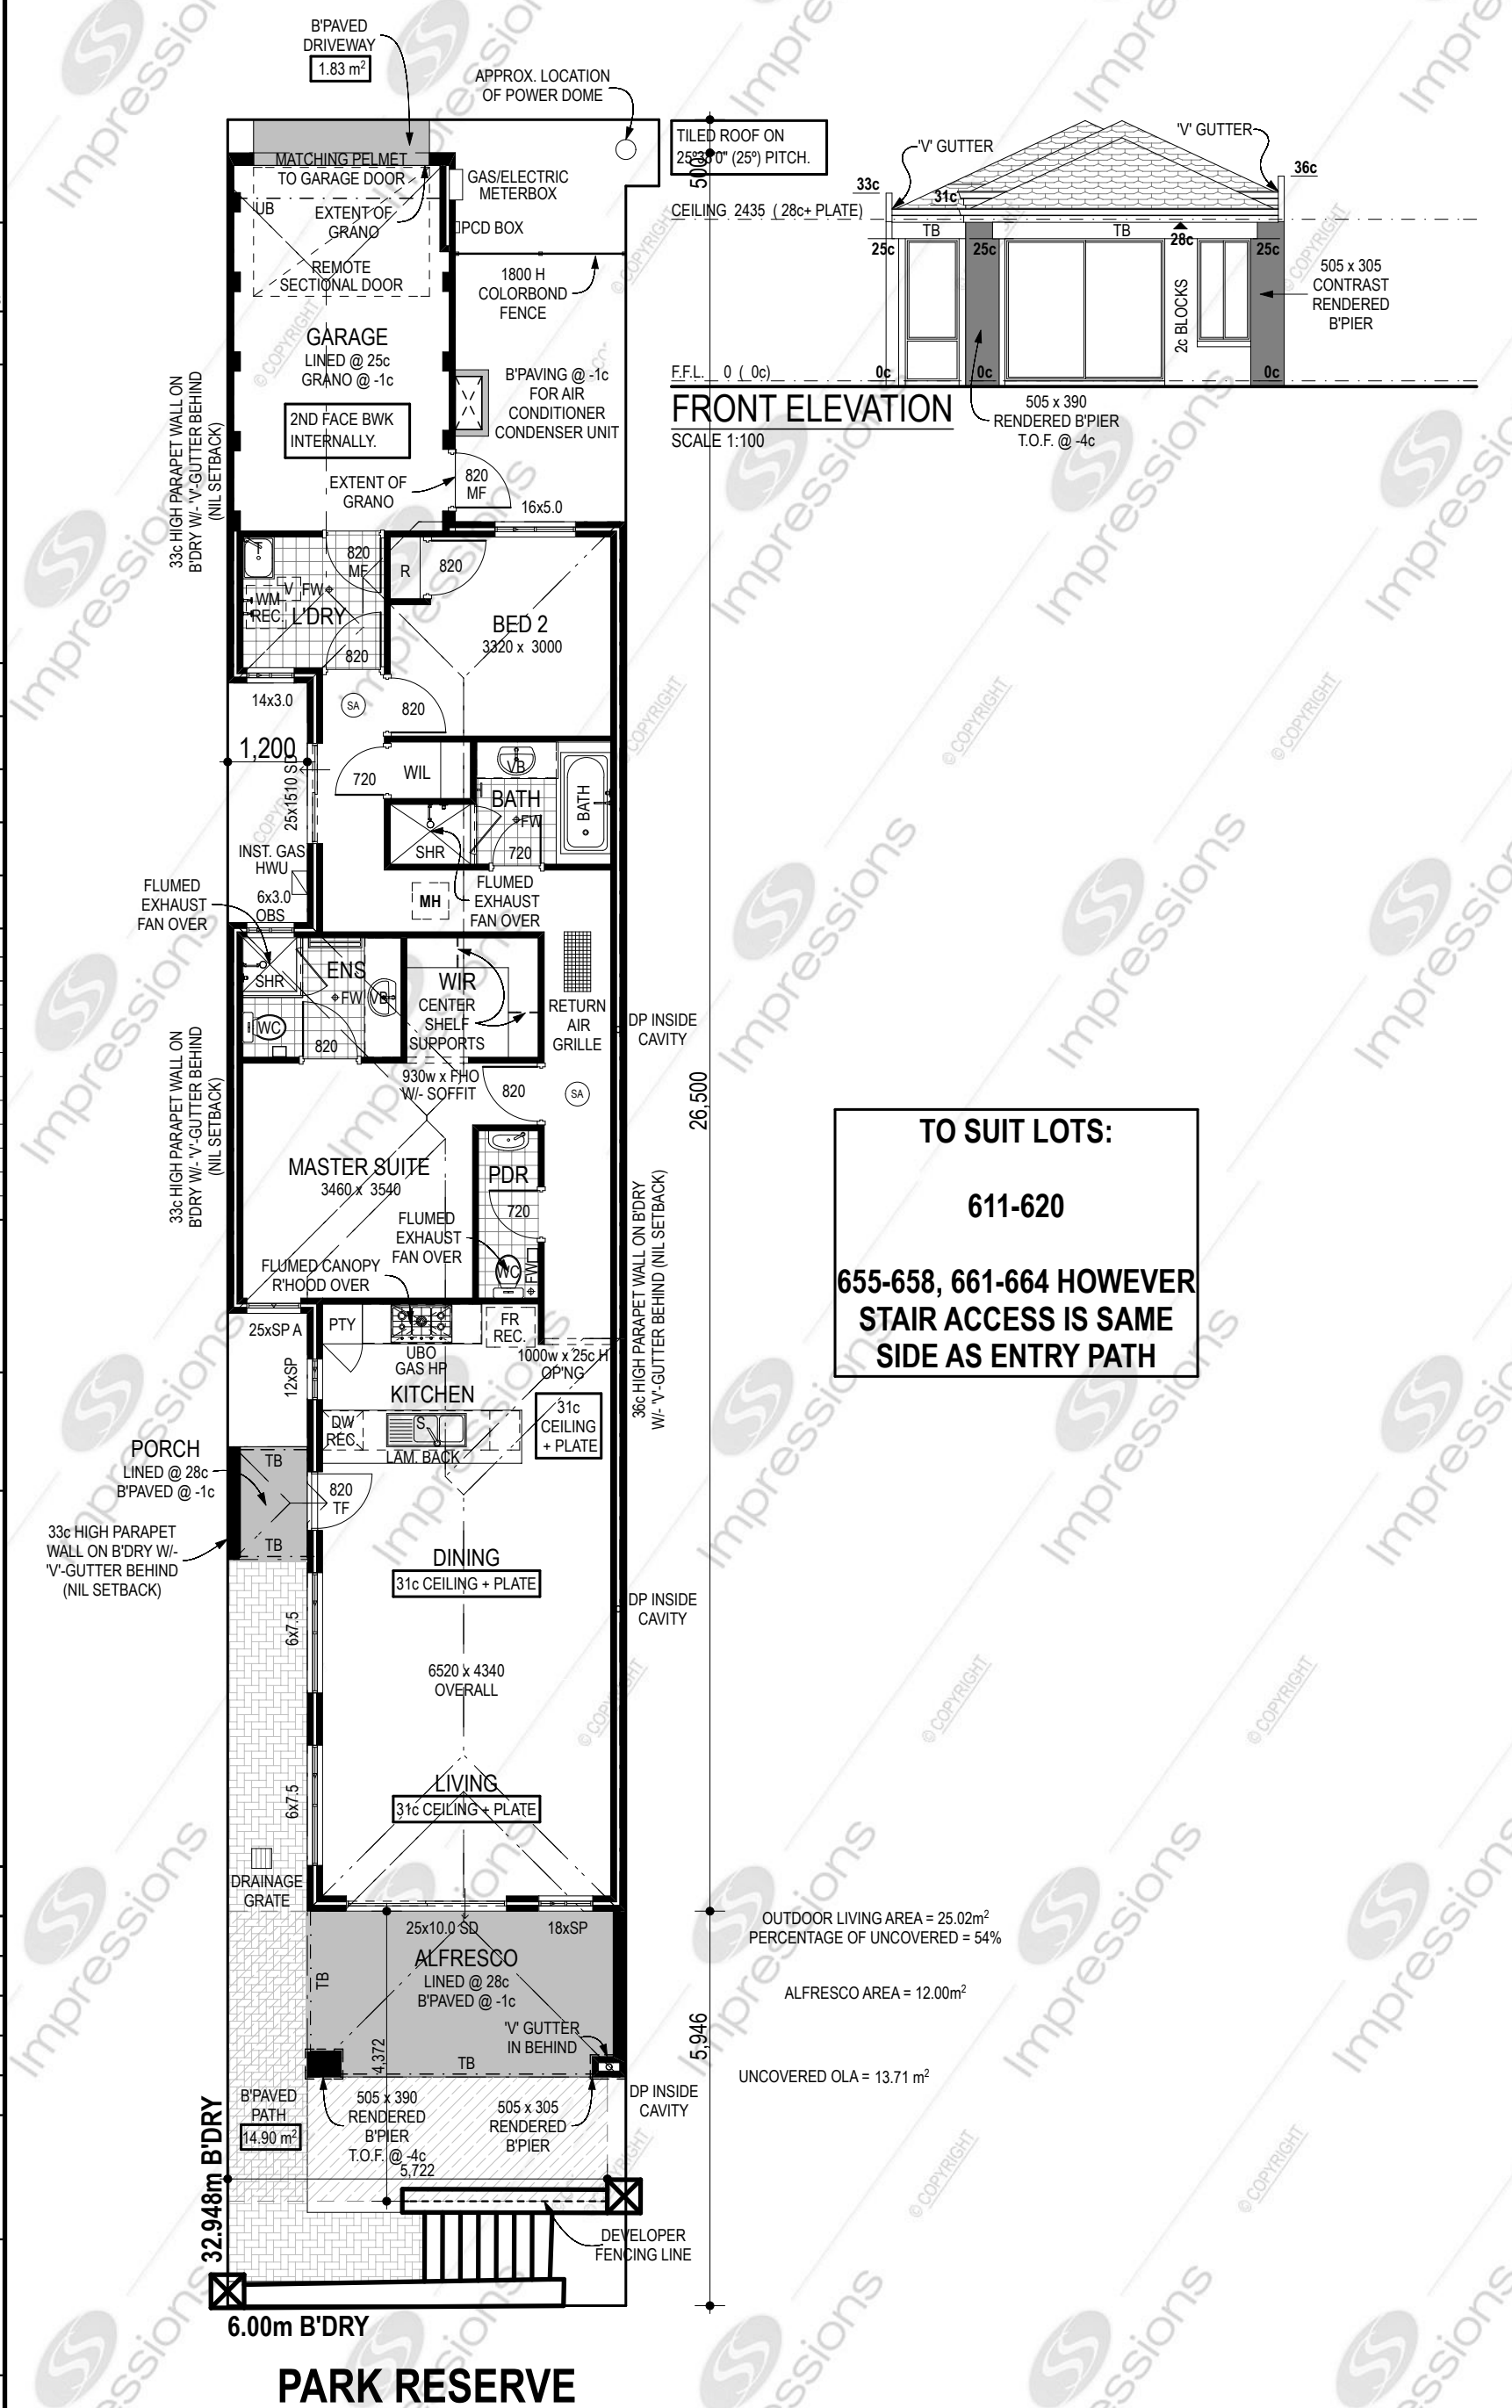 B'PAVED
DRIVEWAY
1.83 m²
APPROX. LOCATION
OF POWER DOME
MATCHING PELMET
TO GARAGE DOOR
UB
EXTENT OF
GRANO
GAS/ELECTRIC
METERBOX
PCD BOX
REMOTE
SECTIONAL DOOR
1800 H
COLORBOND
FENCE
GARAGE
LINED @ 25c
GRANO @ -1c
2ND FACE BWK
INTERNALLY.
B'PAVING @ -1c
FOR AIR
CONDITIONER
CONDENSER UNIT
EXTENT OF
GRANO
820
MF
16x5.0
33c HIGH PARAPET WALL ON
B'DRY W/- 'V'-GUTTER BEHIND
(NIL SETBACK)
TILED ROOF ON
25°38'0" (25°) PITCH.
500
'V' GUTTER
'V' GUTTER
33c
31c
36c
CEILING 2435 ( 28c+ PLATE)
TB
TB
25c
25c
28c
25c
2c BLOCKS
505 x 305
CONTRAST
RENDERED
B'PIER
F.F.L. 0 ( 0c)
0c
0c
0c
FRONT ELEVATION
SCALE 1:100
505 x 390
RENDERED B'PIER
T.O.F. @ -4c
820
MF
R
820
V
FW
WM
REC.
L'DRY
820
BED 2
3320 x 3000
14x3.0
SA
820
1,200
25x1510 SD
720
WIL
VB
BATH
FW
BATH
SHR
720
INST. GAS
HWU
6x3.0
OBS
FLUMED
EXHAUST
FAN OVER
MH
FLUMED
EXHAUST
FAN OVER
SHR
ENS
FW
VB
WC
820
WIR
CENTER
SHELF
SUPPORTS
RETURN
AIR
GRILLE
DP INSIDE
CAVITY
33c HIGH PARAPET WALL ON
B'DRY W/- 'V'-GUTTER BEHIND
(NIL SETBACK)
930w x FHO
W/- SOFFIT
820
SA
26,500
MASTER SUITE
3460 x 3540
PDR
720
FLUMED
EXHAUST
FAN OVER
WC
FW
FLUMED CANOPY
R'HOOD OVER
36c HIGH PARAPET WALL ON B'DRY
W/- 'V'-GUTTER BEHIND (NIL SETBACK)
TO SUIT LOTS:
611-620
655-658, 661-664 HOWEVER
STAIR ACCESS IS SAME
SIDE AS ENTRY PATH
25xSP A
PTY
FR
REC.
12xSP
UBO
GAS HP
1000w x 25c H
OP'NG
KITCHEN
31c
CEILING
+ PLATE
DW
REC.
S
LAM. BACK
PORCH
LINED @ 28c
B'PAVED @ -1c
TB
820
TF
TB
33c HIGH PARAPET
WALL ON B'DRY W/-
'V'-GUTTER BEHIND
(NIL SETBACK)
DINING
31c CEILING + PLATE
DP INSIDE
CAVITY
6x7.5
6520 x 4340
OVERALL
LIVING
31c CEILING + PLATE
6x7.5
DRAINAGE
GRATE
25x10.0 SD
18xSP
ALFRESCO
LINED @ 28c
B'PAVED @ -1c
TB
'V' GUTTER
IN BEHIND
TB
4,372
5,946
OUTDOOR LIVING AREA = 25.02m²
PERCENTAGE OF UNCOVERED = 54%
ALFRESCO AREA = 12.00m²
UNCOVERED OLA = 13.71 m²
B'PAVED
PATH
14.90 m²
505 x 390
RENDERED
B'PIER
T.O.F. @ -4c
505 x 305
RENDERED
B'PIER
DP INSIDE
CAVITY
5,722
32.948m B'DRY
DEVELOPER
FENCING LINE
6.00m B'DRY
PARK RESERVE
Impressions
© COPYRIGHT